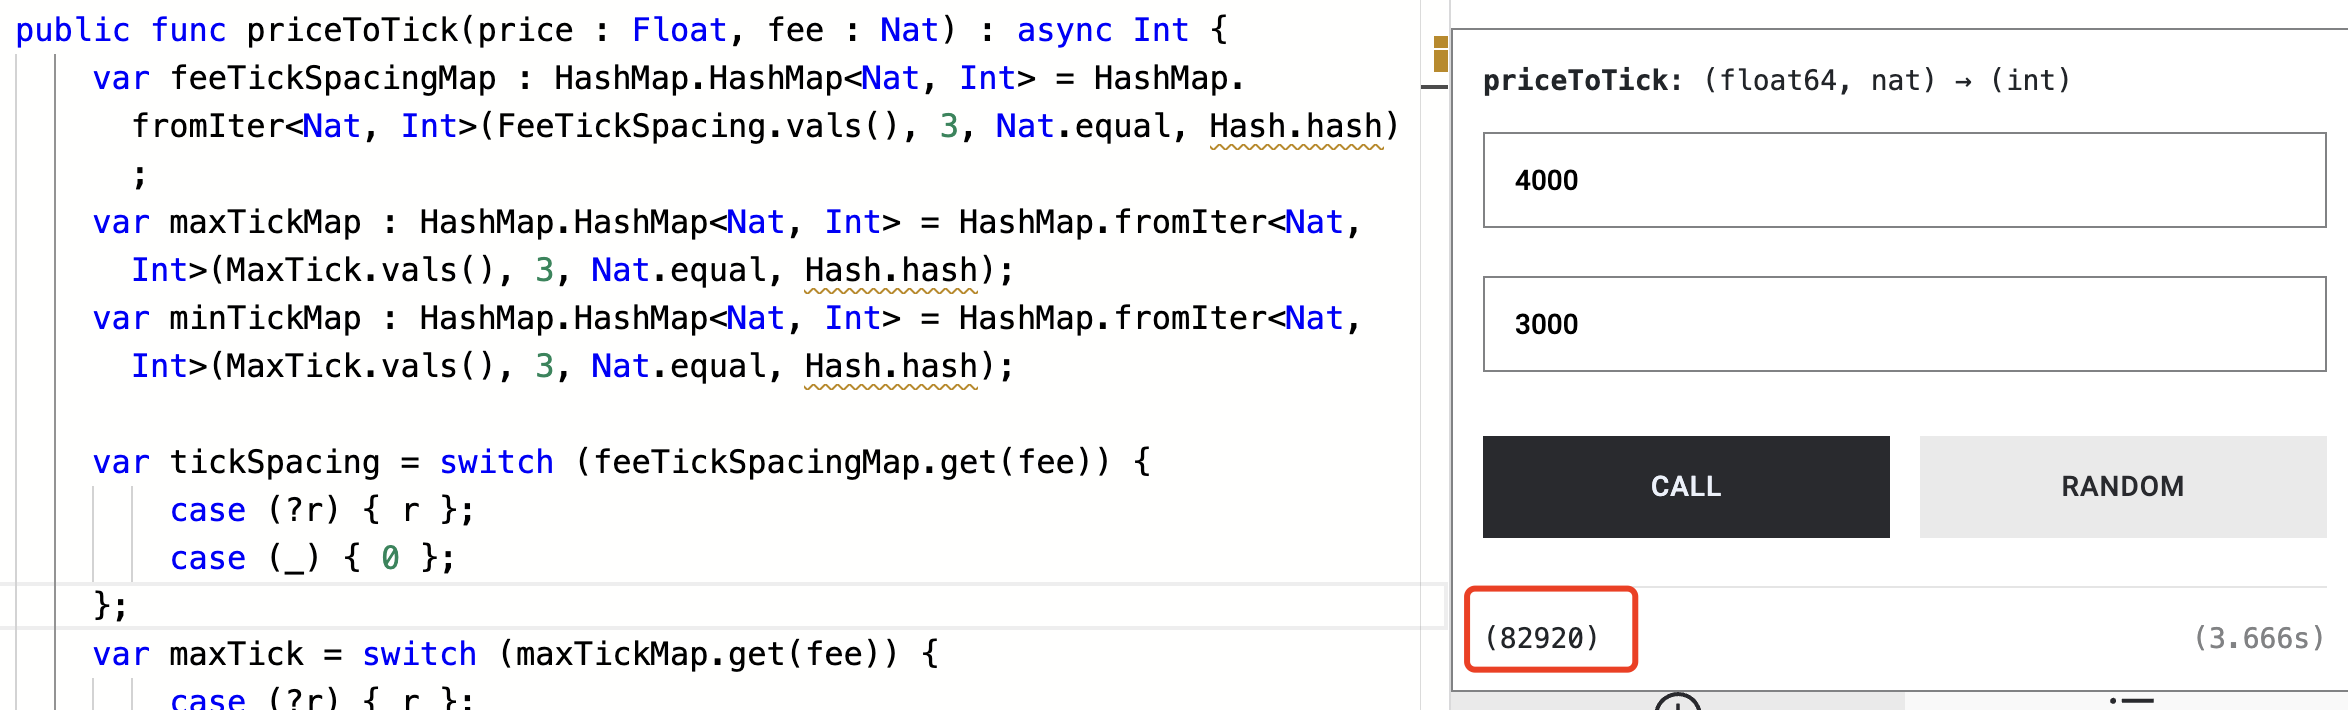 public func priceToTick(price : Float, fee : Nat) : async Int {
var feeTickSpacingMap : HashMap.HashMap<Nat, Int> = HashMap.
fromIter<Nat, Int>(FeeTickSpacing.vals(), 3, Nat.equal, Hash.hash)
;
var maxTickMap : HashMap.HashMap<Nat, Int> = HashMap.fromIter<Nat,
Int>(MaxTick.vals(), 3, Nat.equal, Hash.hash);
var minTickMap : HashMap.HashMap<Nat, Int> = HashMap.fromIter<Nat,
Int>(MaxTick.vals(), 3, Nat.equal, Hash.hash);
var tickSpacing = switch (feeTickSpacingMap.get(fee)) {
case (?r) { r };
case (_) { 0 };
};
var maxTick = switch (maxTickMap.get(fee)) {
case (?r) { r };
priceToTick: (float64, nat) → (int)
4000
3000
CALL
RANDOM
(82920)
(3.666s)